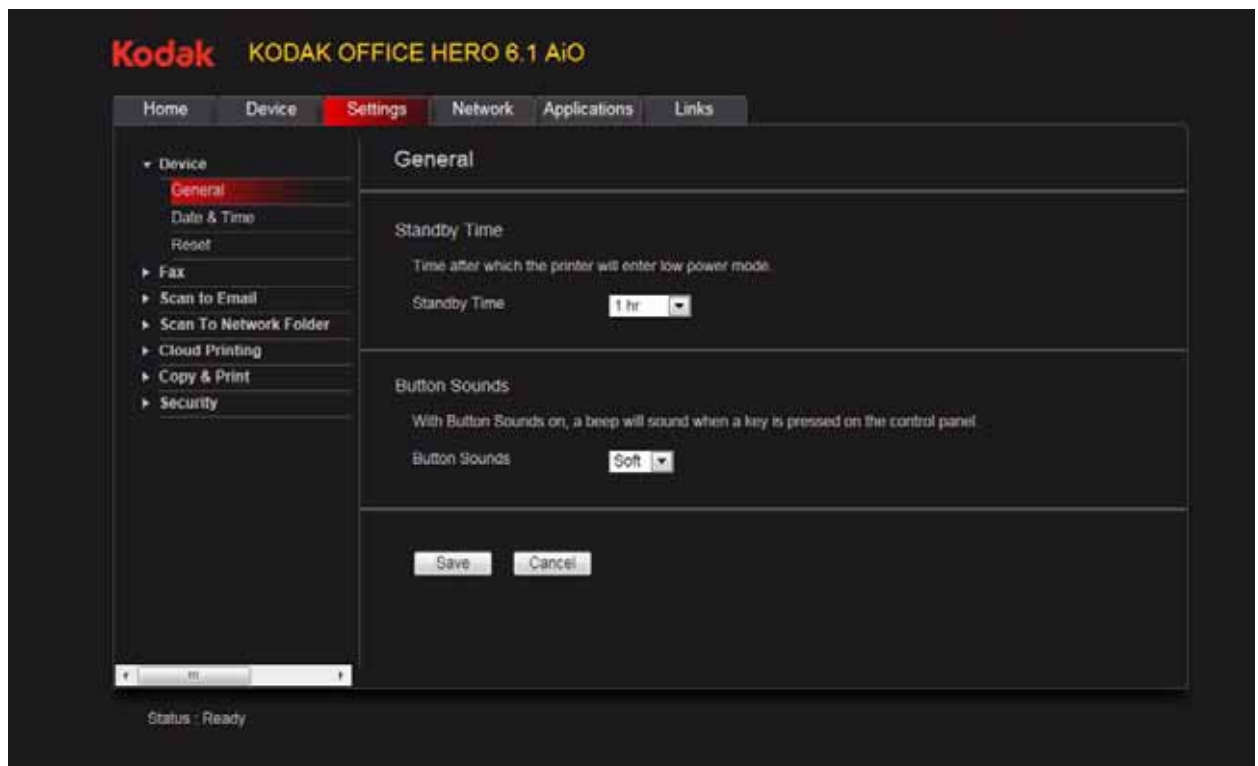 Kodak KODAK OFFICE HERO 6.1 AiO
Home Device Settings Network Applications Links
Device
General
Date & Time
Reset
Fax
Scan to Email
Scan To Network Folder
Cloud Printing
Copy & Print
Security
General
Standby Time
Time after which the printer will enter low power mode.
Standby Time 1 hr
Button Sounds
With Button Sounds on, a beep will sound when a key is pressed on the control panel
Button Sounds Soft
Save Cancel
Status : Ready